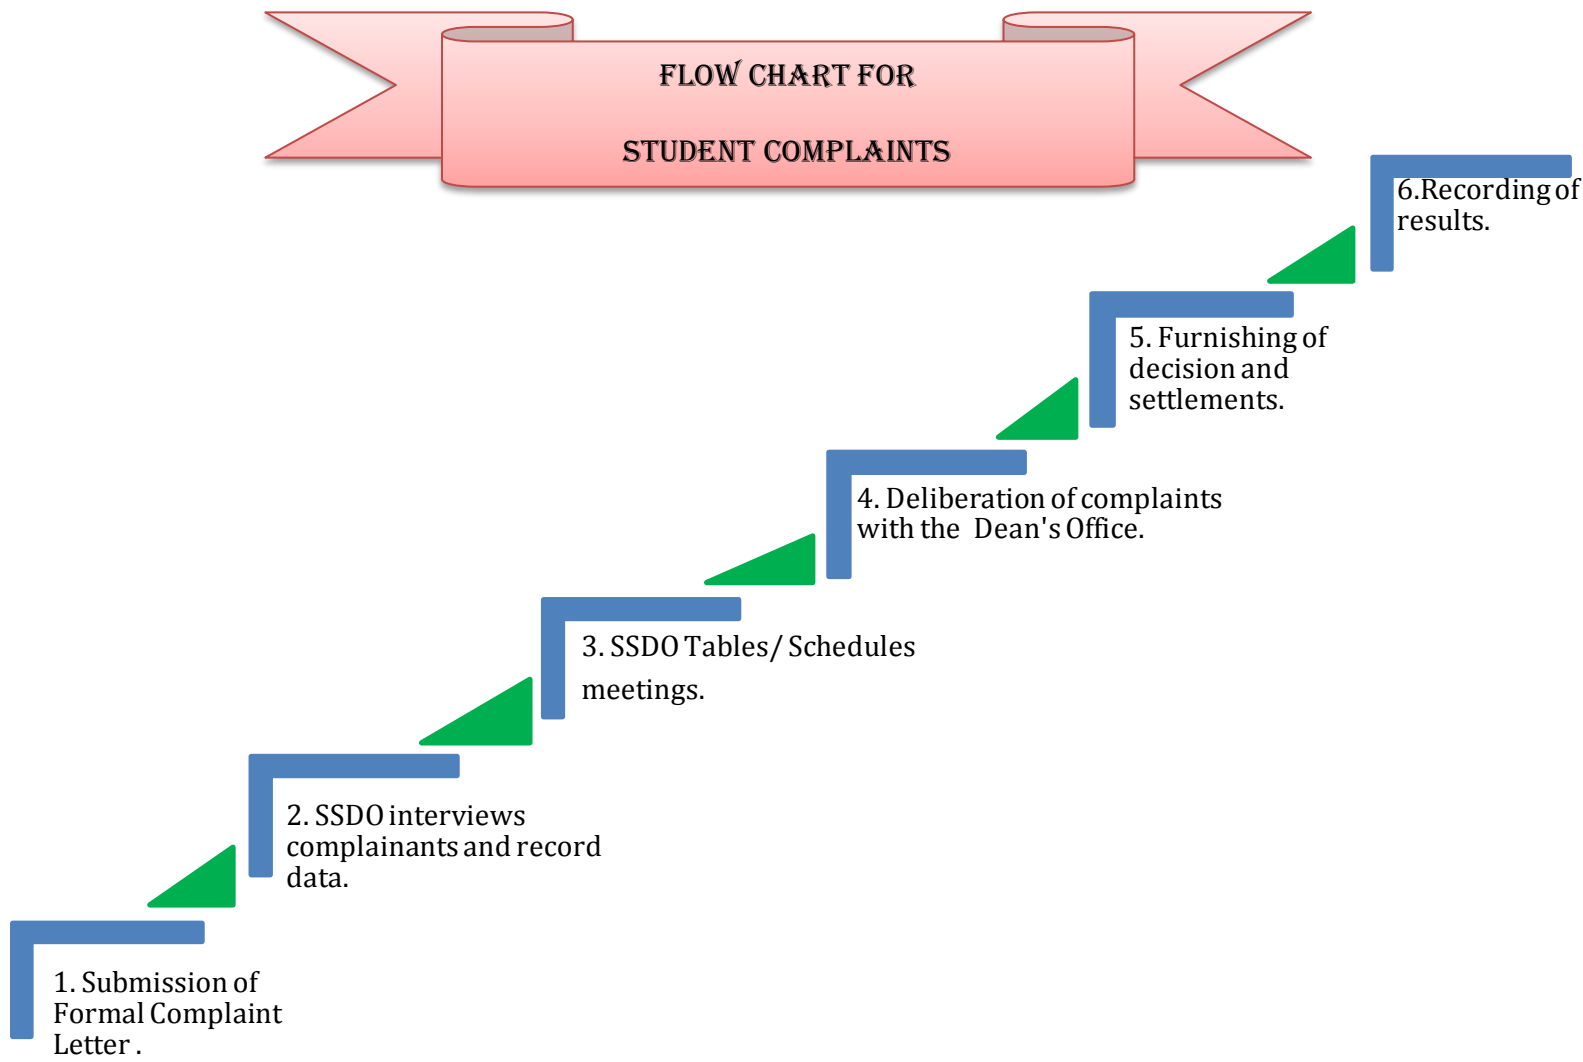 FLOW CHART FOR
STUDENT COMPLAINTS
6.Recording of
results.
5. Furnishing of
decision and
settlements.
4. Deliberation of complaints
with the  Dean's Office.
3. SSDO Tables/ Schedules
meetings.
2. SSDO interviews
complainants and record
data.
1. Submission of
Formal Complaint
Letter .